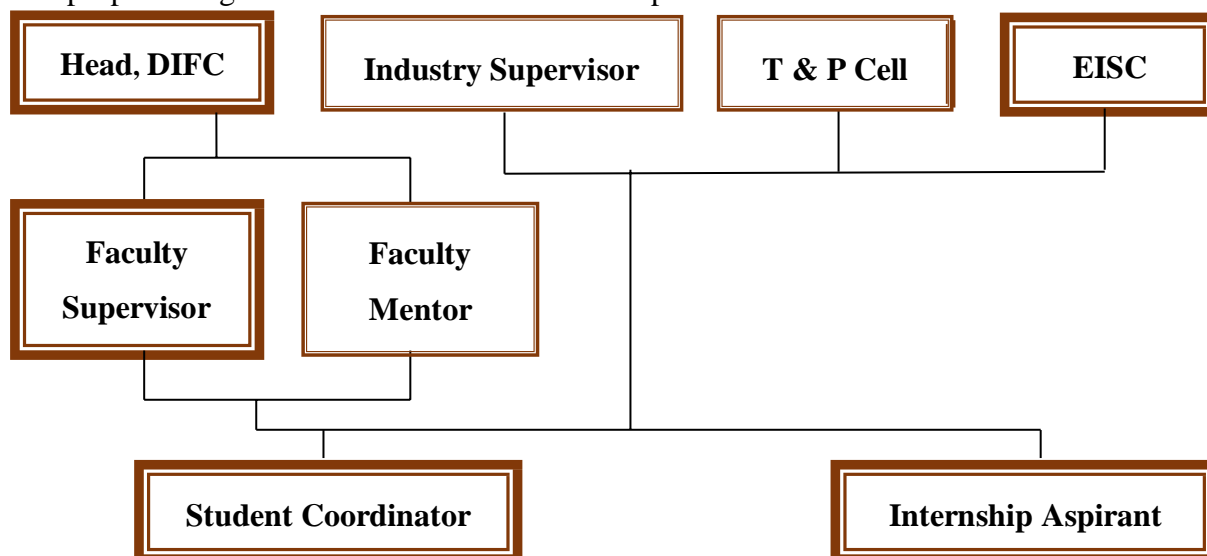 Head, DIFC
Industry Supervisor
T & P Cell
EISC
Faculty
Supervisor
Faculty
Mentor
Student Coordinator
Internship Aspirant